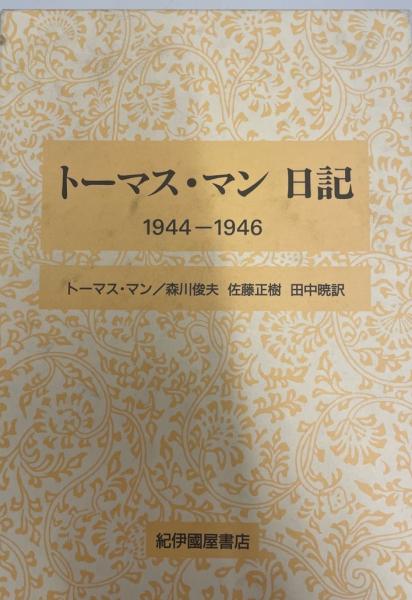 トーマス・マン 日記
1944－1946
トーマス・マン／森川俊夫 佐藤正樹 田中暁訳
紀伊國屋書店